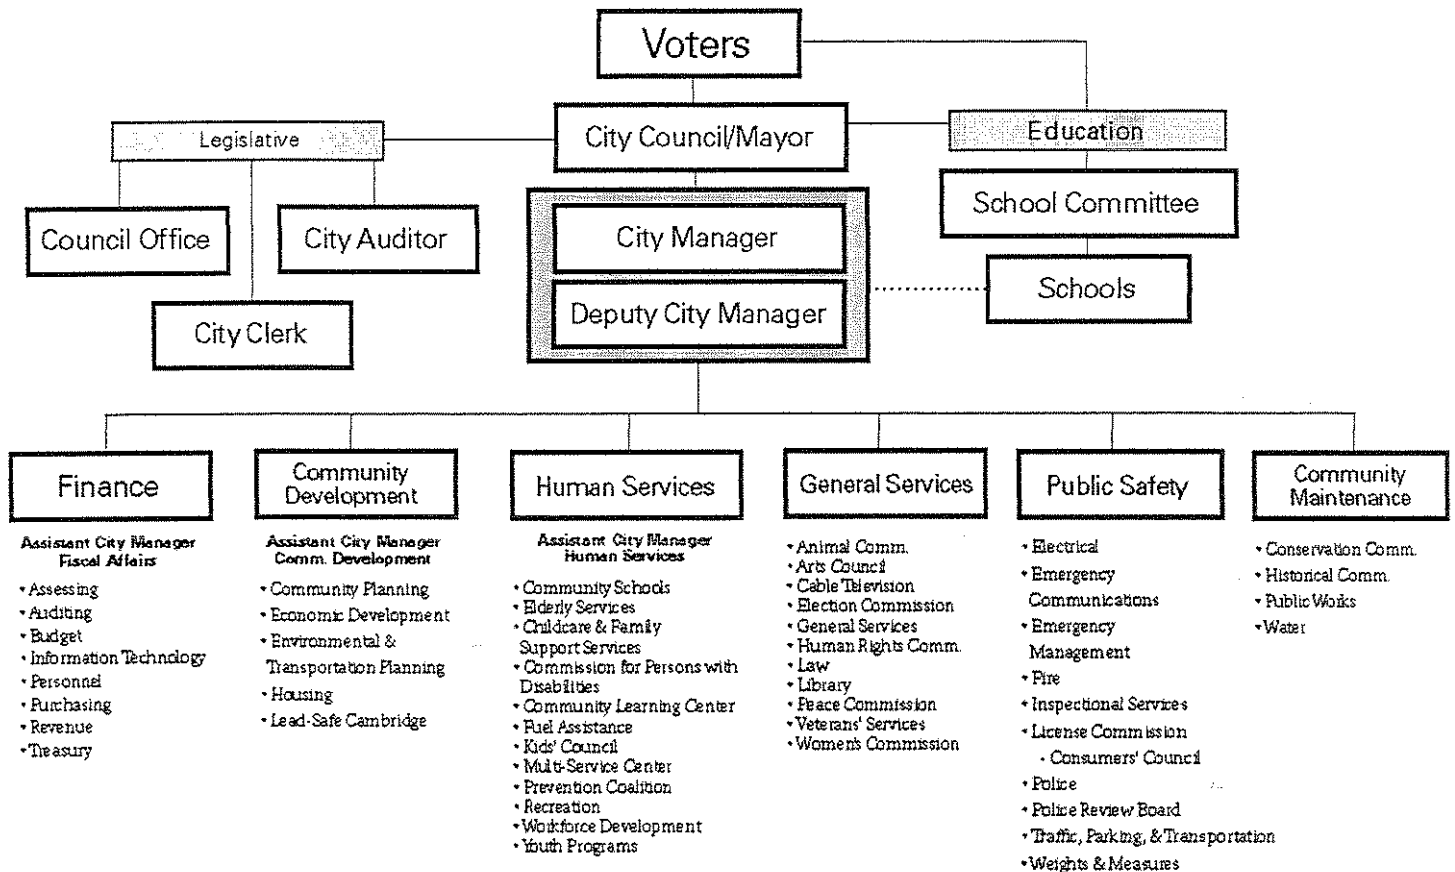 Voters
Legislative
City Council/Mayor
Education
Council Office
City Auditor
City Clerk
City Manager
Deputy City Manager
School Committee
Schools
Finance
Assistant City Manager
Fiscal Affairs
• Assessing
• Auditing
• Budget
• Information Technology
• Personnel
• Purchasing
• Revenue
• Treasury
Community
Development
Assistant City Manager
Comm. Development
• Community Planning
• Economic Development
• Environmental &
Transportation Planning
• Housing
• Lead-Safe Cambridge
Human Services
Assistant City Manager
Human Services
• Community Schools
• Elderly Services
• Childcare & Family
Support Services
• Commission for Persons with
Disabilities
• Community Learning Center
• Fuel Assistance
• Kids' Council
• Multi-Service Center
• Prevention Coalition
• Recreation
• Workforce Development
• Youth Programs
General Services
• Animal Comm.
• Arts Council
• Cable Television
• Election Commission
• General Services
• Human Rights Comm.
• Law
• Library
• Peace Commission
• Veterans' Services
• Women's Commission
Public Safety
• Electrical
• Emergency
Communications
• Emergency
Management
• Fire
• Inspectional Services
• License Commission
• Consumers' Council
• Police
• Police Review Board
• Traffic, Parking, & Transportation
• Weights & Measures
Community
Maintenance
• Conservation Comm.
• Historical Comm.
• Public Works
• Water